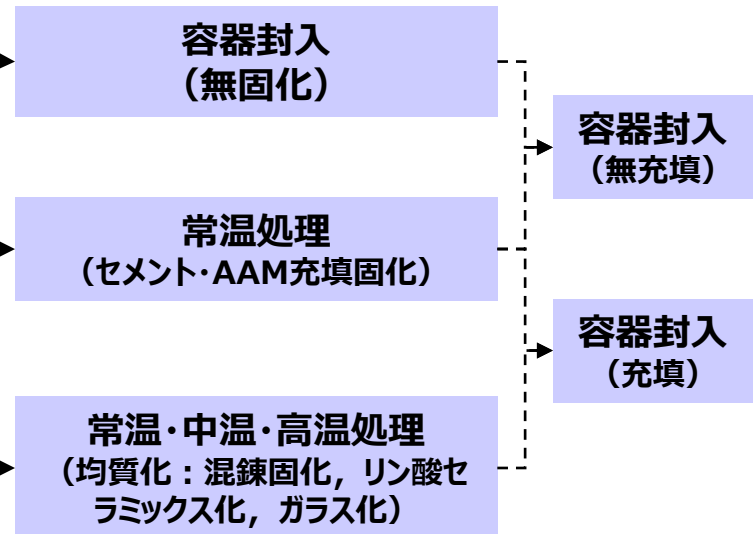 容器封入
（無固化）
容器封入
（無充填）
常温処理
（セメント･AAM充填固化）
容器封入
（充填）
常温･中温･高温処理
（均質化：混錬固化，リン酸セ
ラミックス化，ガラス化）